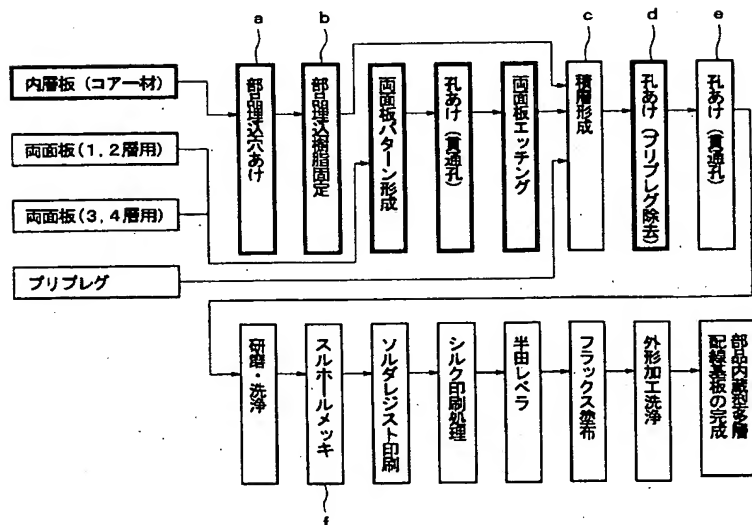 a
b
c
d
e
内層板（コアー材）
両面板（1，2層用）
両面板（3，4層用）
プリプレグ
部品埋込穴あけ
部品埋込樹脂固定
両面板パターン形成
孔あけ（貫通孔）
両面板エッチング
積層形成
孔あけ（プリプレグ除去）
孔あけ（貫通孔）
研磨・洗浄
スルホールメッキ
ソルダレジスト印刷
シルク印刷処理
半田レベラ
フラックス塗布
外形加工洗浄
部品内蔵型多層
配線基板の完成
f